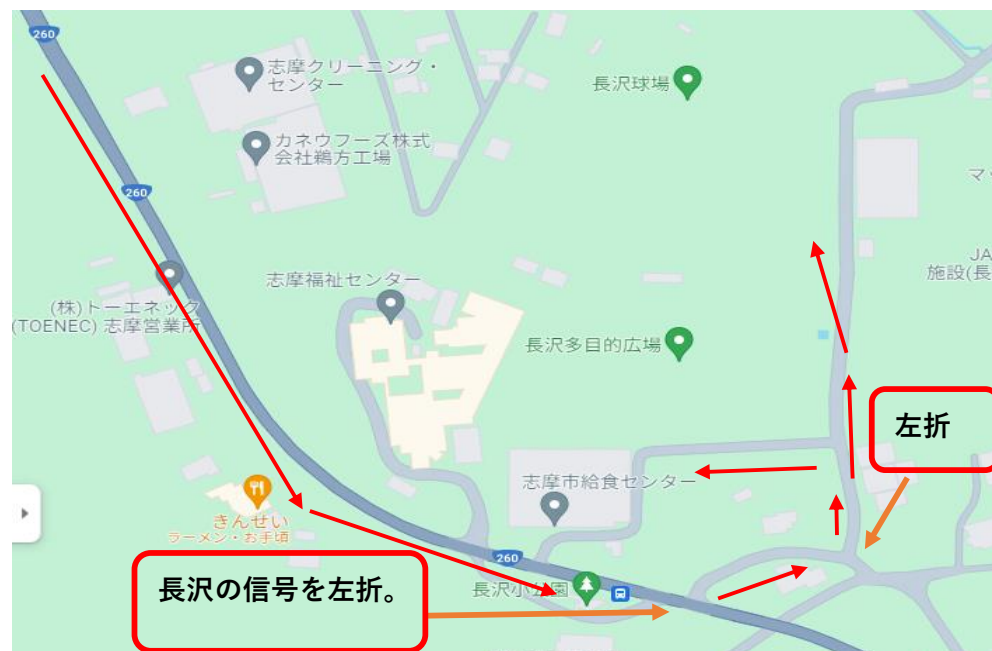 260
志摩クリーニング・
センター
長沢球場
カネウフーズ株式
会社鵜方工場
マッ
260
JA
施設(長
志摩福祉センター
(株)トーエネック
(TOENEC) 志摩営業所
長沢多目的広場
左折
志摩市給食センター
きんせい
ラーメン・お手頃
260
長沢の信号を左折。
長沢小公園